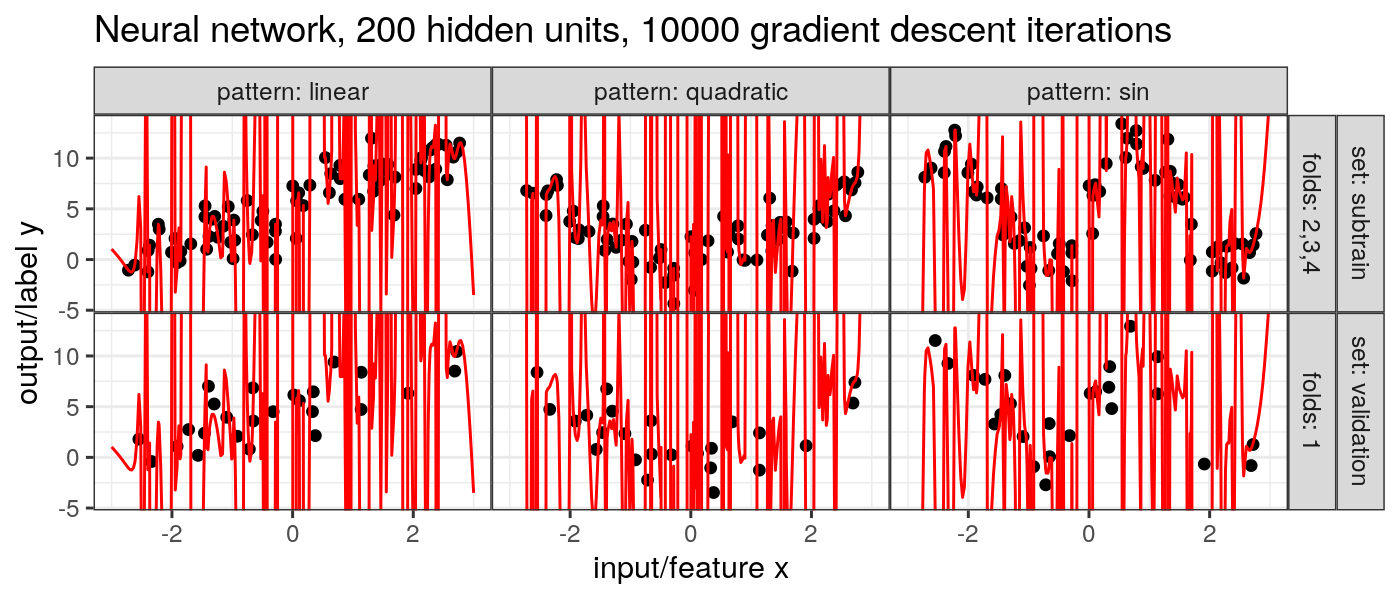 Neural network, 200 hidden units, 10000 gradient descent iterations
pattern: linear
pattern: quadratic
pattern: sin
output/label y
10
5
0
-5
folds: 2,3,4
set: subtrain
10
5
0
-5
folds: 1
set: validation
-2 0 2
-2 0 2
-2 0 2
input/feature x